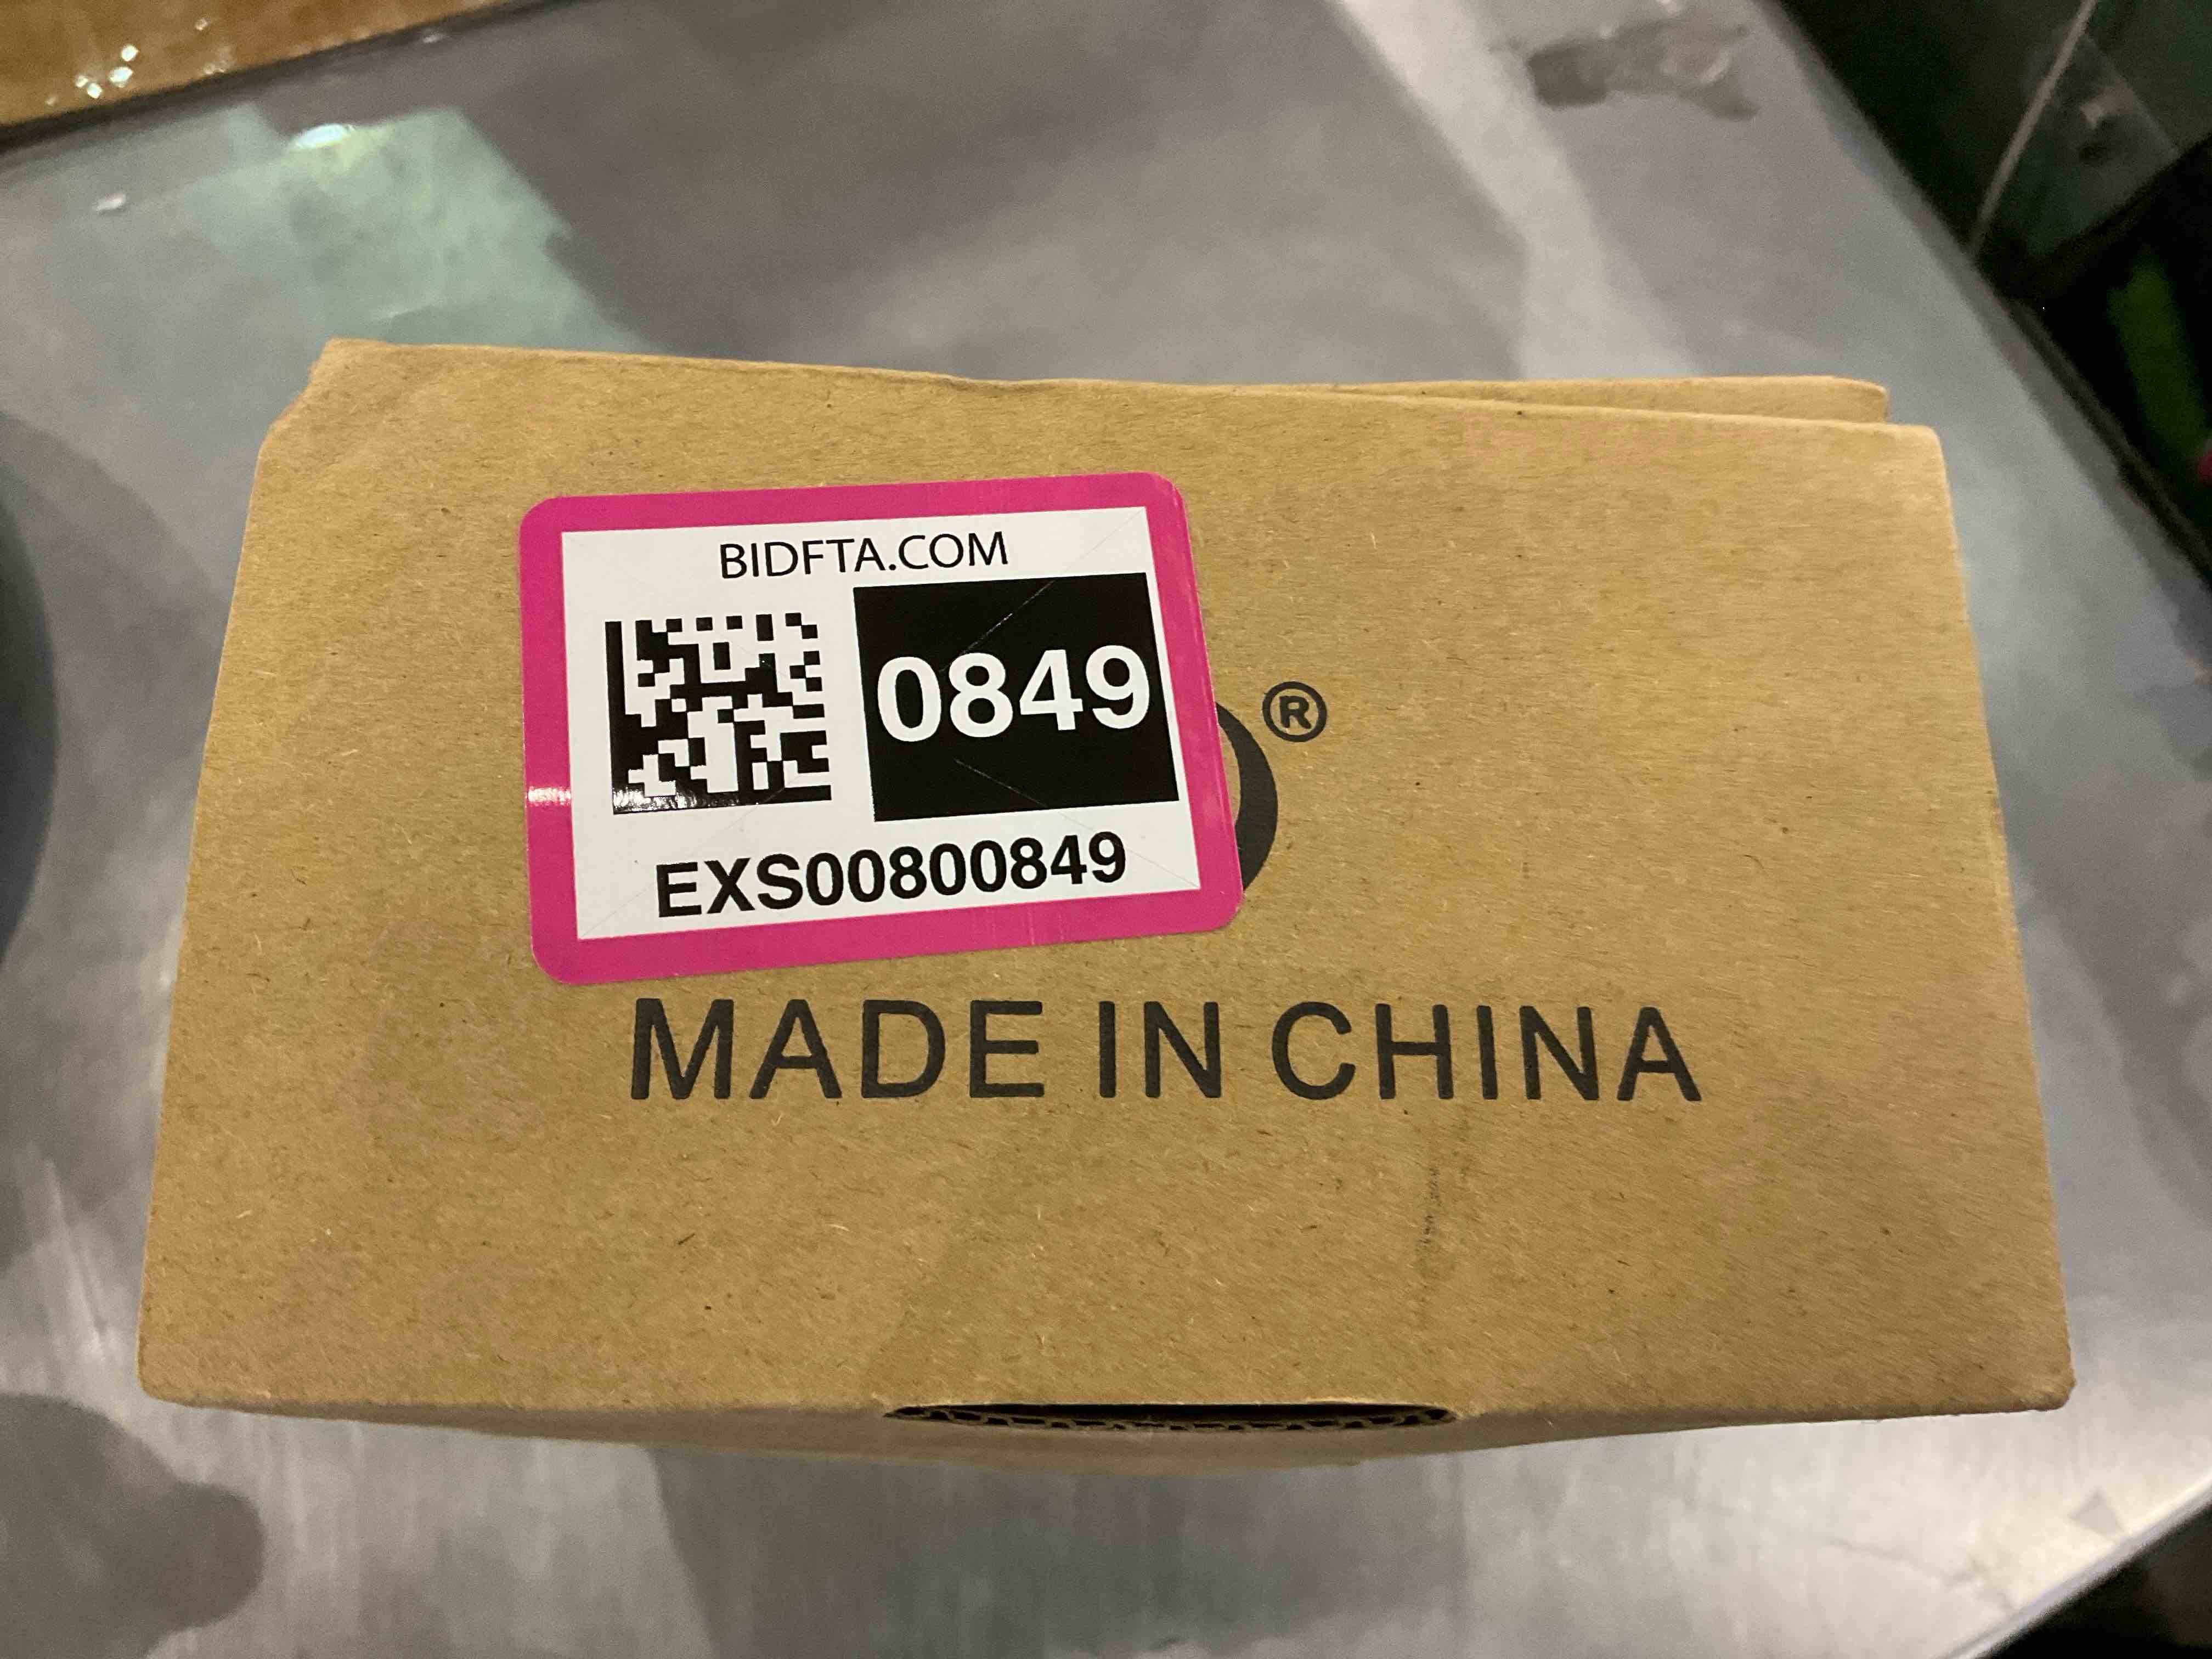 BIDFTA.COM
0849
EXS00800849
®
MADE IN CHINA